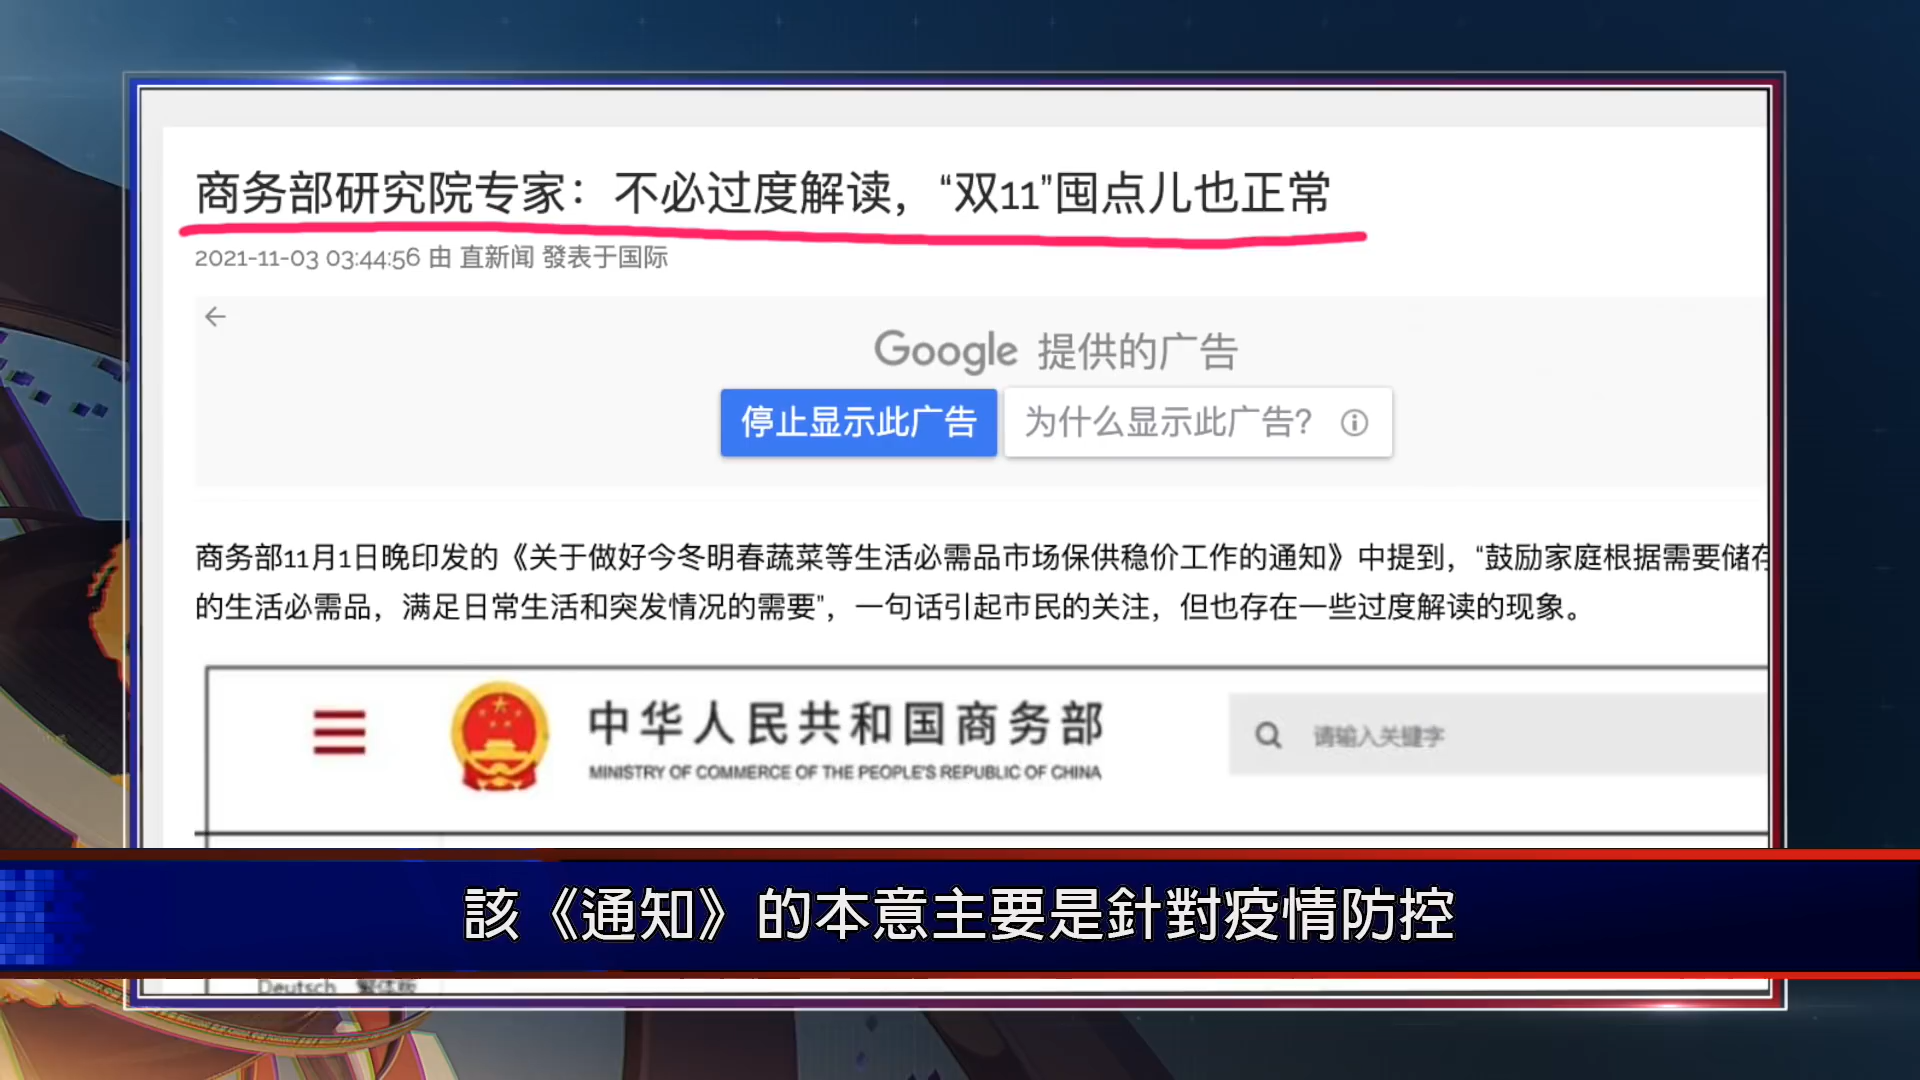 商务部研究院专家：不必过度解读，“双11”囤点儿也正常
2021-11-03 03:44:56 由 直新闻 發表于国际
Google 提供的广告
停止显示此广告
为什么显示此广告?
商务部11月1日晚印发的《关于做好今冬明春蔬菜等生活必需品市场保供稳价工作的通知》中提到，“鼓励家庭根据需要储存
的生活必需品，满足日常生活和突发情况的需要”，一句话引起市民的关注，但也存在一些过度解读的现象。
中华人民共和国商务部
MINISTRY OF COMMERCE OF THE PEOPLE'S REPUBLIC OF CHINA
请输入关键字
該《通知》的本意主要是針對疫情防控
Deutsch 繁体版